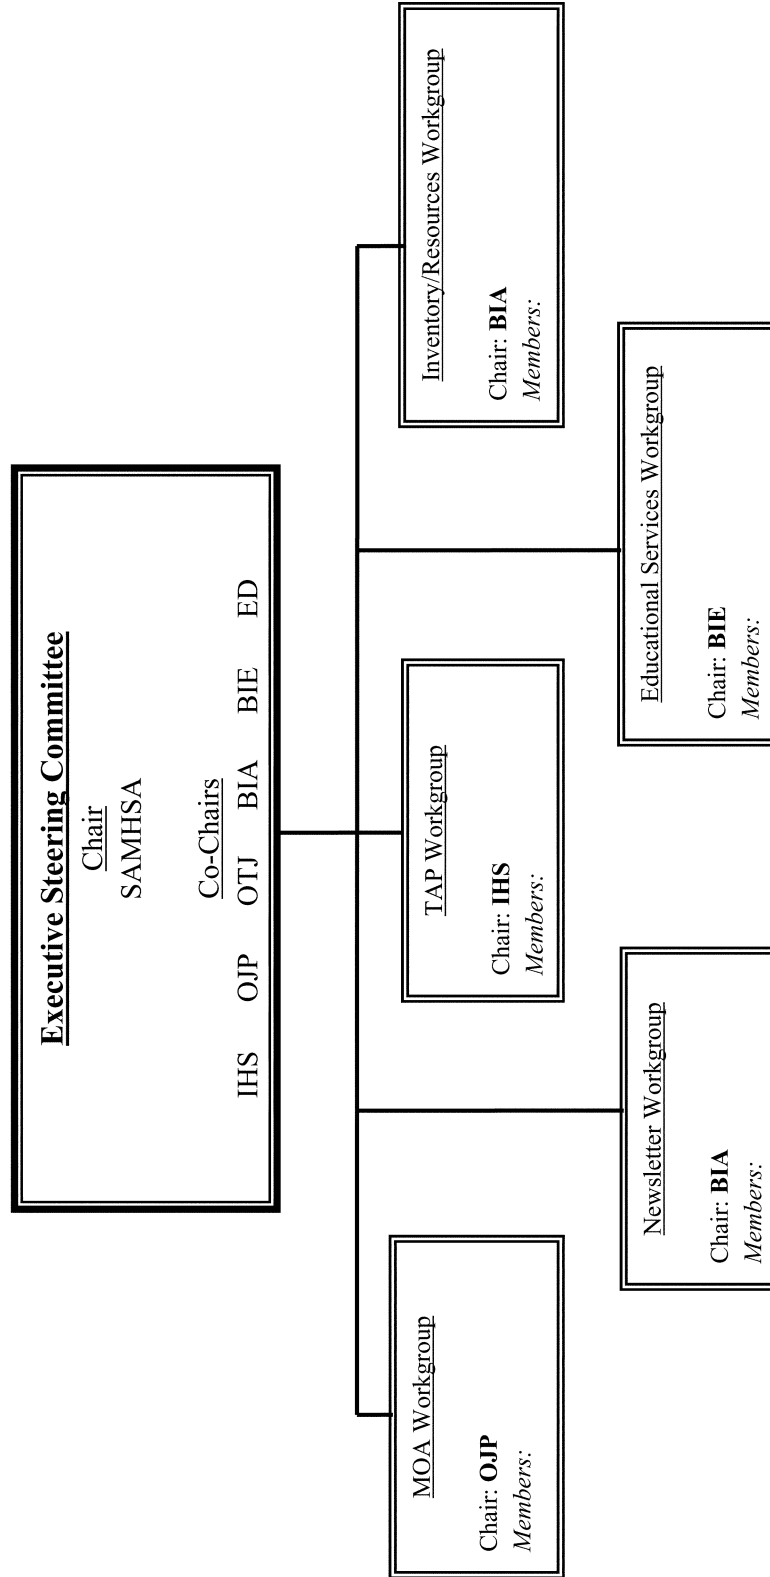 Executive Steering Committee
Chair
SAMHSA
Co-Chairs
IHS OJP OTJ BIA BIE ED
MOA Workgroup
Chair: OJP
Members:
TAP Workgroup
Chair: IHS
Members:
Inventory/Resources Workgroup
Chair: BIA
Members:
Newsletter Workgroup
Chair: BIA
Members:
Educational Services Workgroup
Chair: BIE
Members: